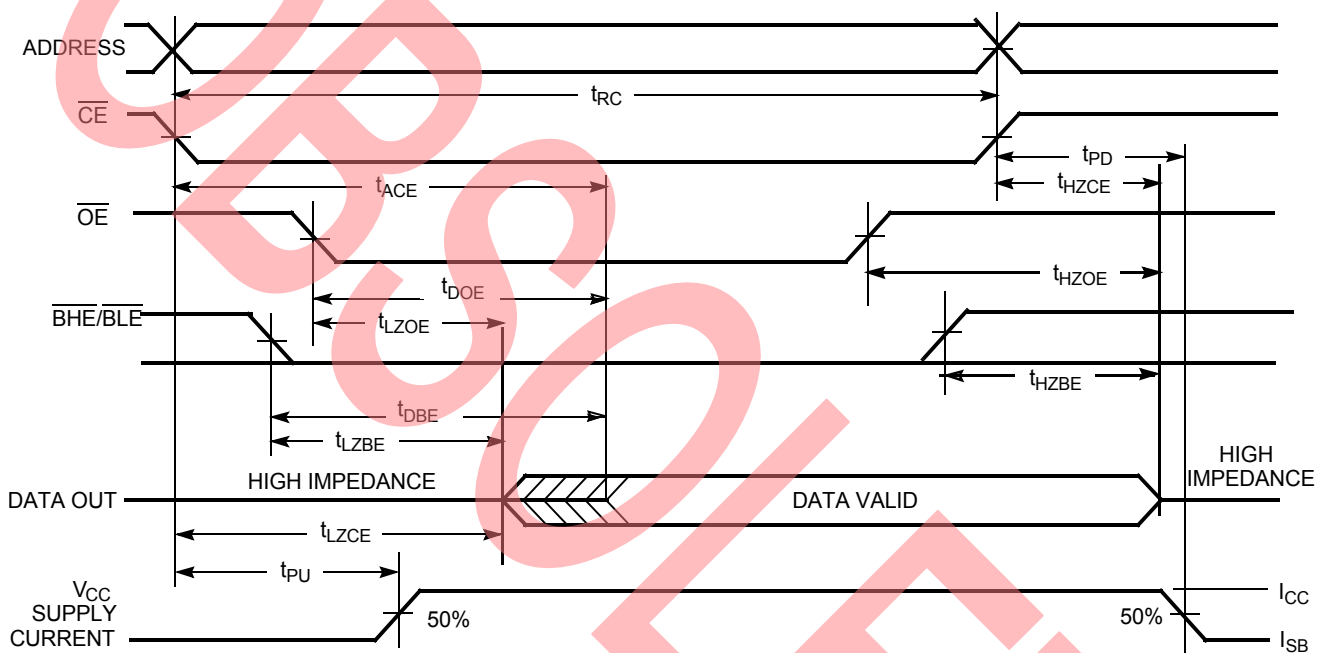 ADDRESS
tRC
CE
tPD
tACE
tHZCE
OE
tHZOE
tDOE
BHE/BLE
tLZOE
tHZBE
tDBE
tLZBE
HIGH IMPEDANCE
HIGH
IMPEDANCE
DATA OUT
DATA VALID
tLZCE
tPU
VCC
SUPPLY
CURRENT
50%
50%
ICC
ISB
OBSOLET